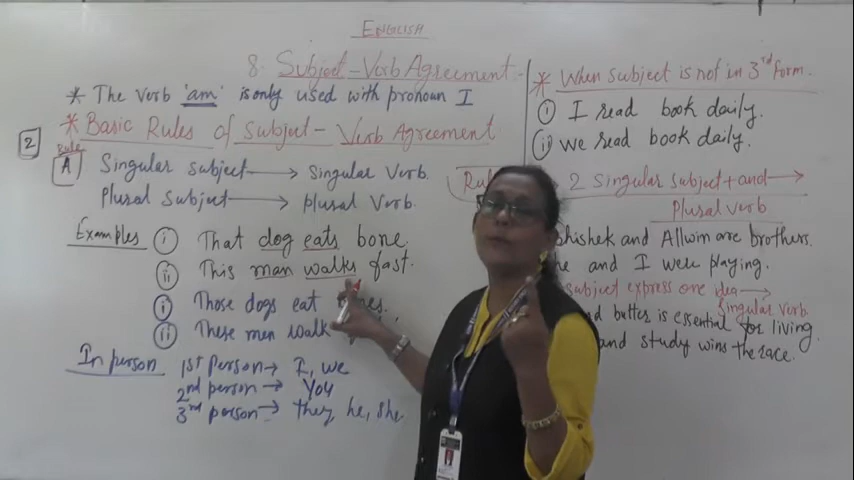 ENGLISH
8. Subject-Verb Agreement:-
* The verb 'am' is only used with pronoun I
2
* Basic Rules of Subject-Verb Agreement
Rule
A Singular subject → singular verb.
Plural subject → plural verb.
Examples (i) That dog eats bone.
(ii) This man walks fast.
(i) Those dogs eat
(ii) These men walk
In person 1st person → I, we
2nd person → You
3rd person → they, he, she
* When subject is not in 3rd form.
(i) I read book daily.
(ii) we read book daily.
2 singular subject + and →
plural verb
and Allwin are brothers.
and I were playing.
subject express one idea →
singular verb
butter is essential for living.
and study wins the race.